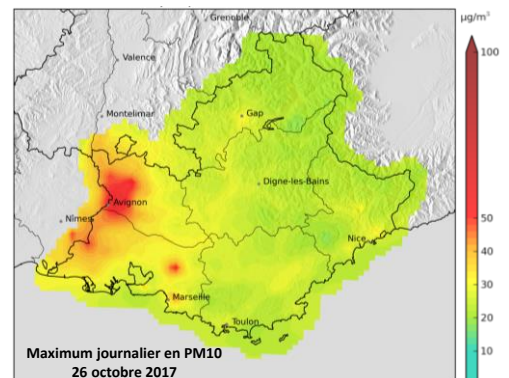 Grenoble
µg/m³
100
Valence
Montelimar
Gap
Digne-les-Bains
Avignon
50
Nîmes
40
Nice
30
Marseille
20
Toulon
Maximum journalier en PM10
10
26 octobre 2017